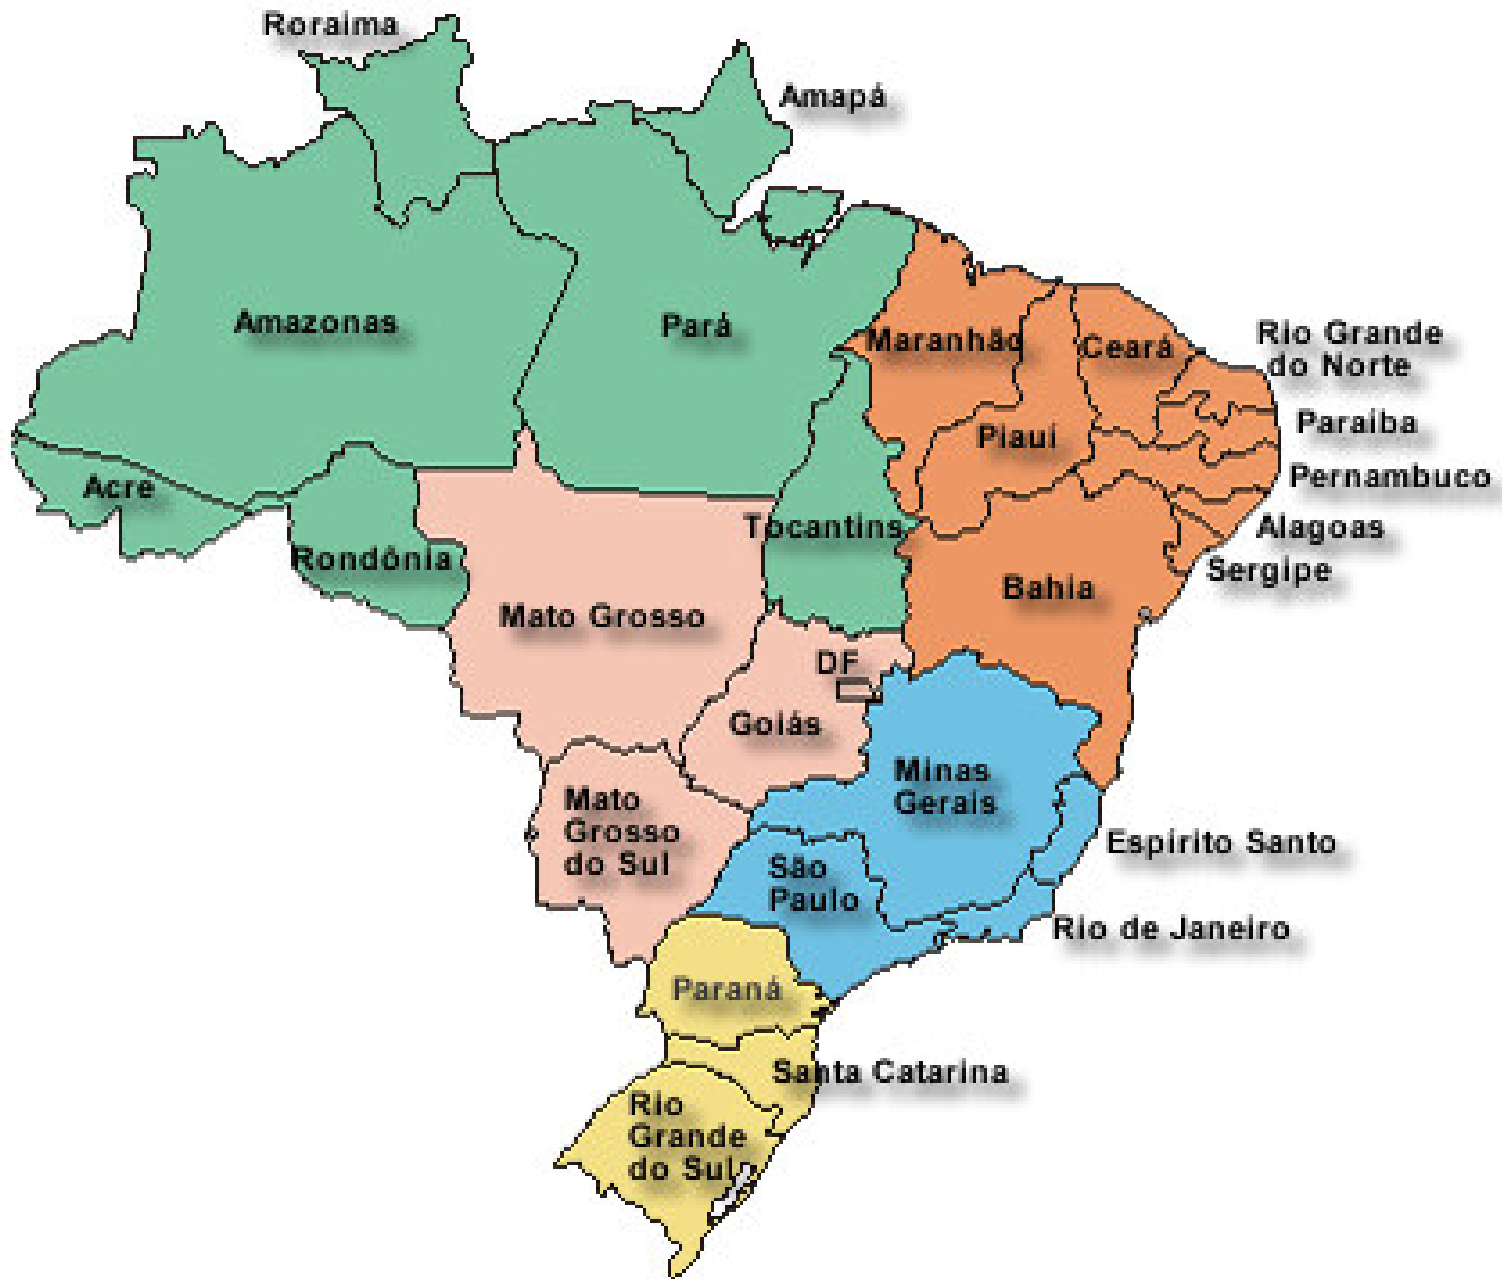 Roraima
Amapá
Amazonas
Pará
Maranhão
Ceará
Rio Grande
do Norte
Paraíba
Piauí
Pernambuco
Acre
Tocantins
Alagoas
Rondônia
Sergipe
Bahia
Mato Grosso
DF
Goiás
Minas
Gerais
Mato
Grosso
do Sul
Espírito Santo
São
Paulo
Rio de Janeiro
Paraná
Santa Catarina
Rio
Grande
do Sul